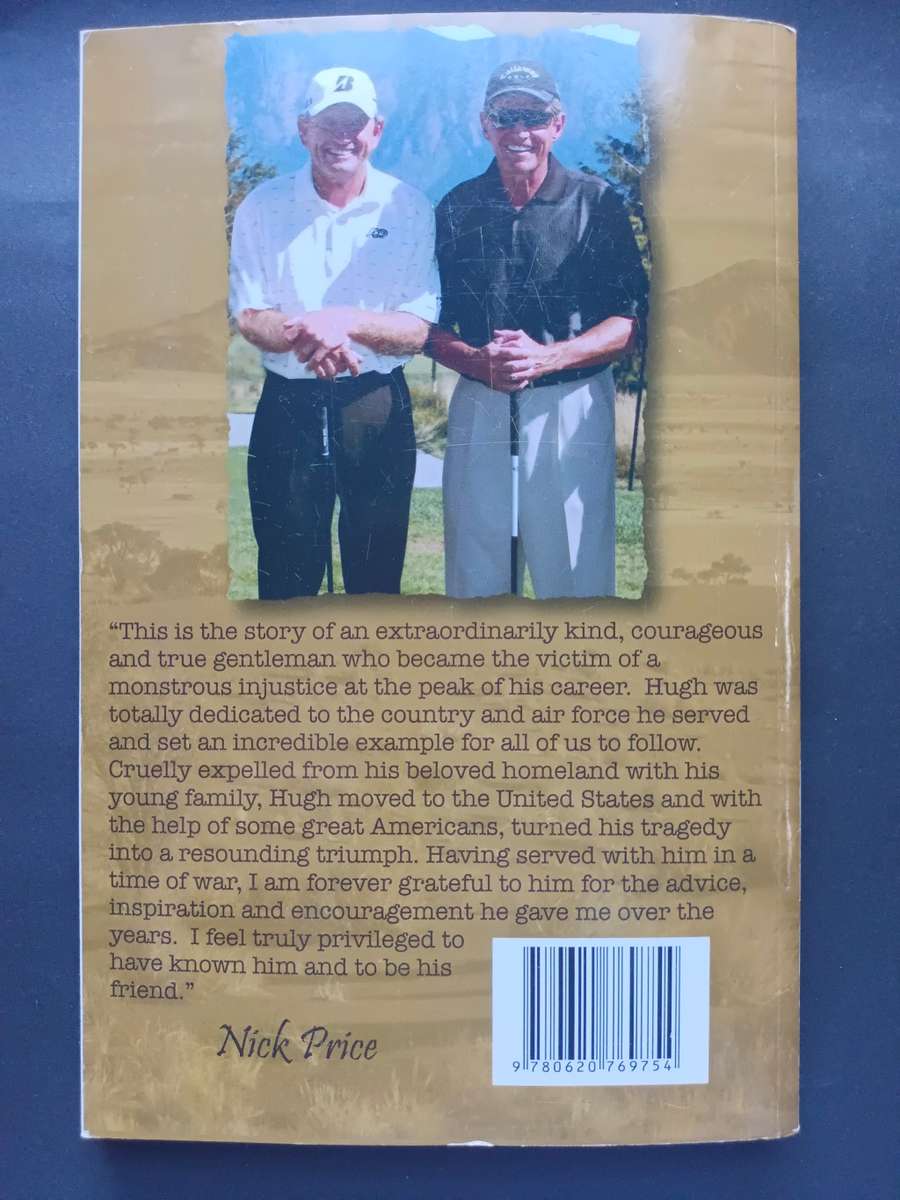 B
Callaway
GOLF
“This is the story of an extraordinarily kind, courageous
and true gentleman who became the victim of a
monstrous injustice at the peak of his career.  Hugh was
totally dedicated to the country and air force he served
and set an incredible example for all of us to follow.
Cruelly expelled from his beloved homeland with his
young family, Hugh moved to the United States and with
the help of some great Americans, turned his tragedy
into a resounding triumph. Having served with him in a
time of war, I am forever grateful to him for the advice,
inspiration and encouragement he gave me over the
years.  I feel truly privileged to
have known him and to be his
friend.”
Nick Price
9 780620 769754